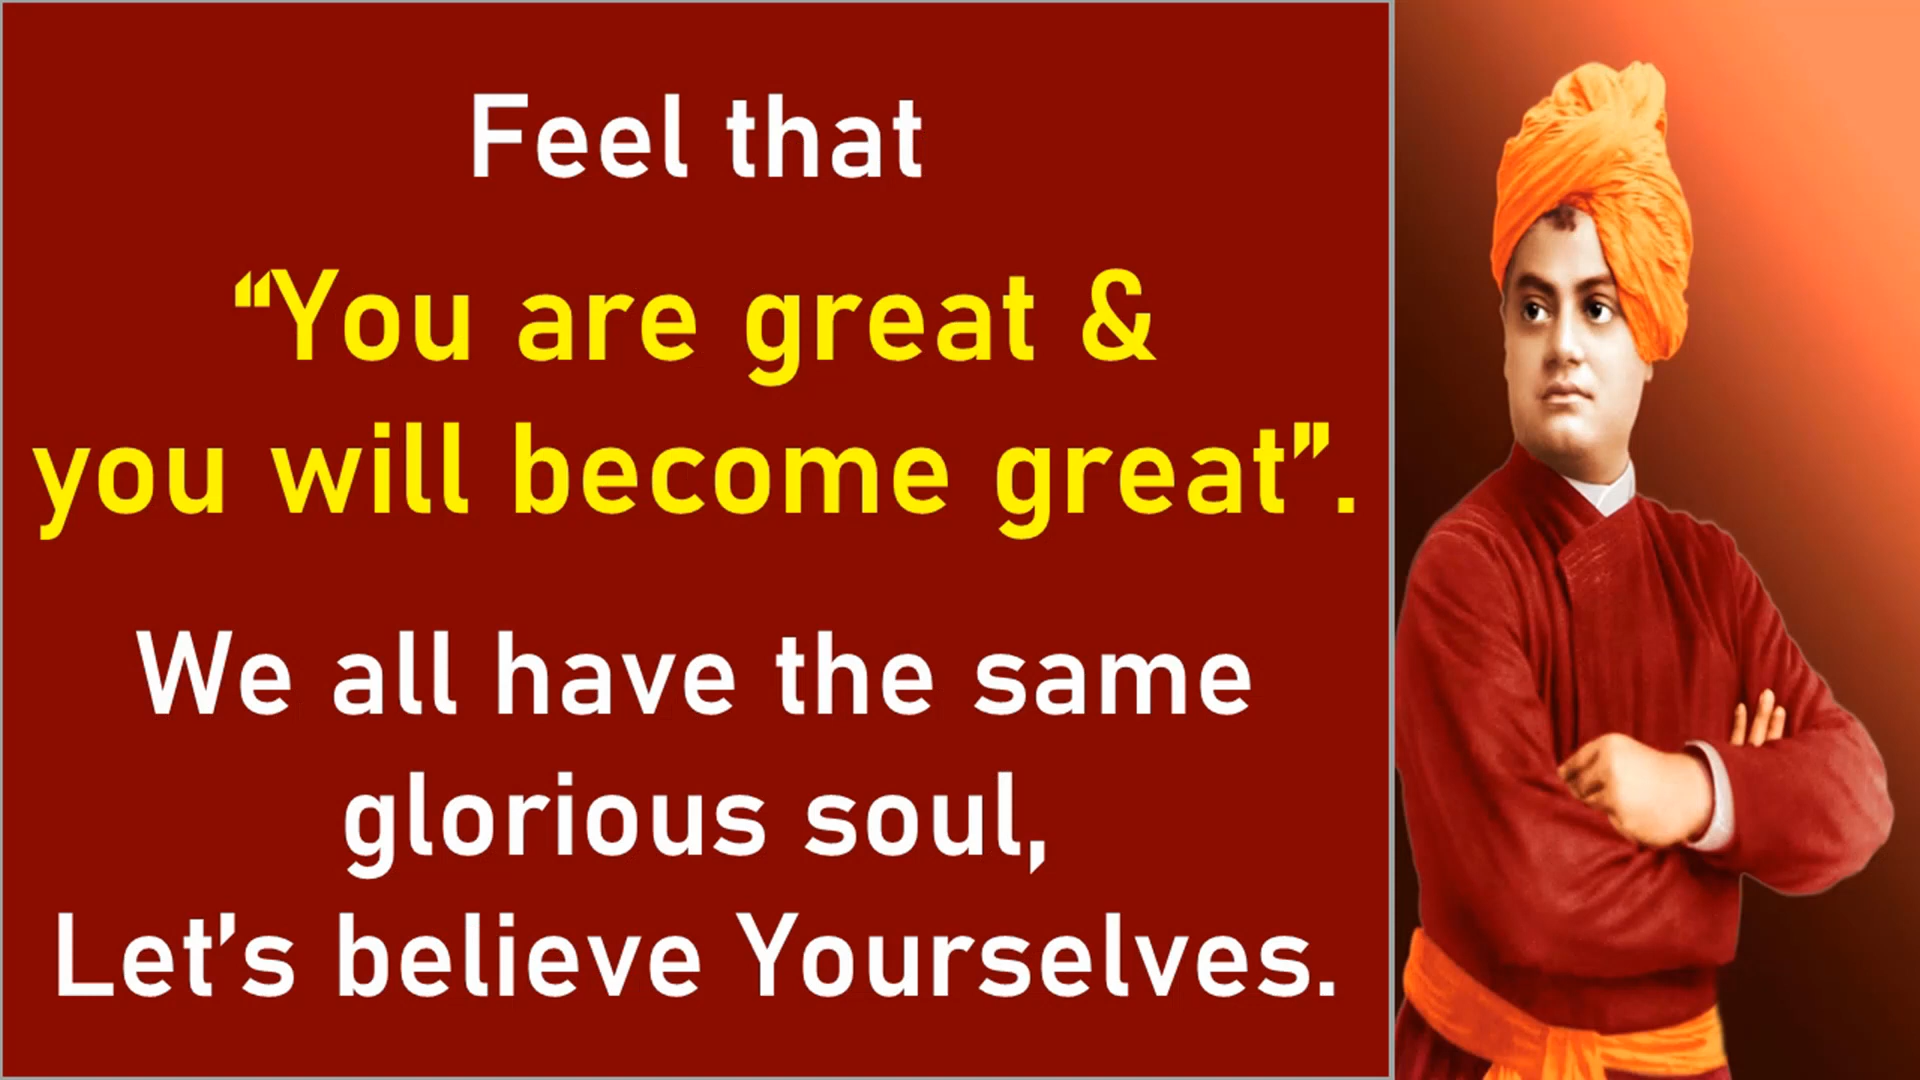 Feel that
“You are great &
you will become great”.
We all have the same
glorious soul,
Let’s believe Yourselves.